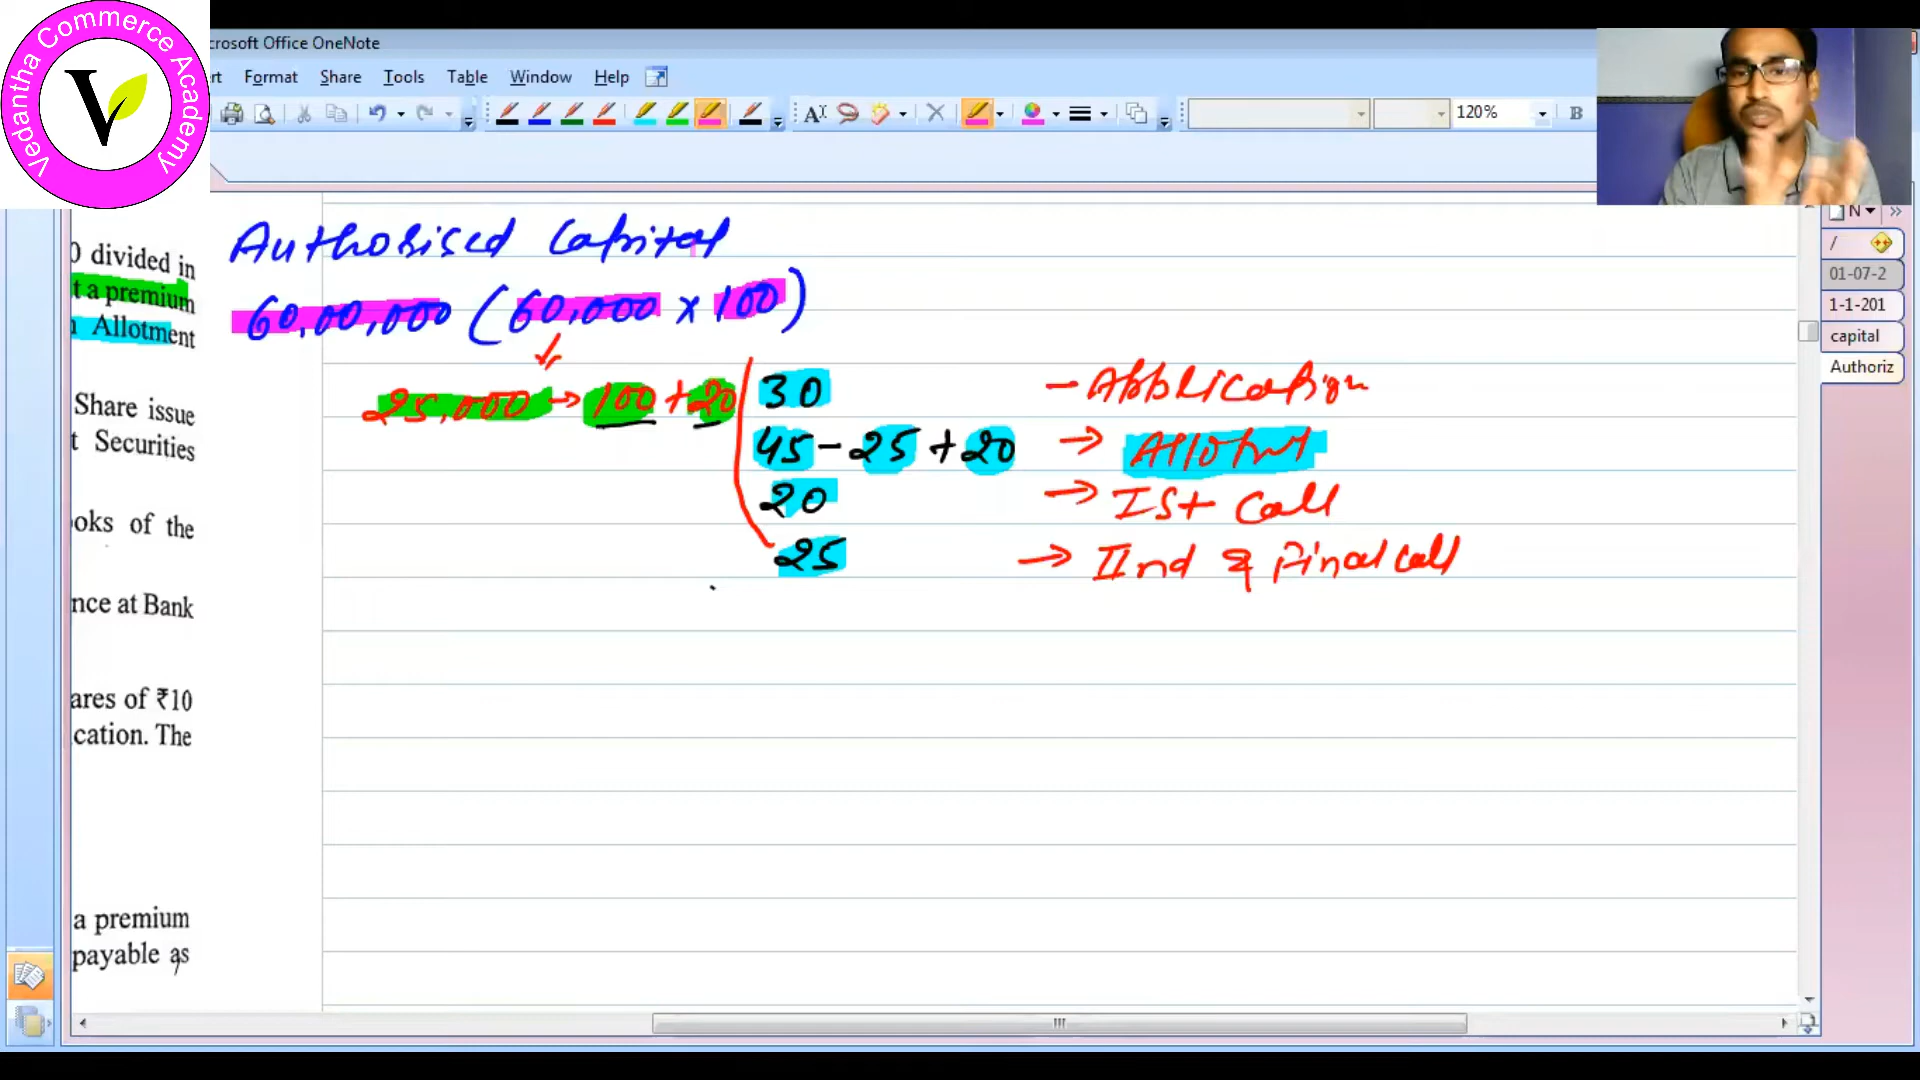 Vedantha Commerce Academy
V
crosoft Office OneNote
rt Format Share Tools Table Window Help
120% B
N
01-07-2
1-1-201
capital
Authoriz
0 divided in
t a premium
n Allotment
Share issue
t Securities
ooks of the
nce at Bank
ares of ₹10
cation. The
a premium
payable as
Authorised Capital
60,00,000 (60,000 x 100)
25,000 → 100 + 20
30 - Application
45 - 25 + 20 → Allotmt
20 → Ist Call
25 → IInd & Final Call